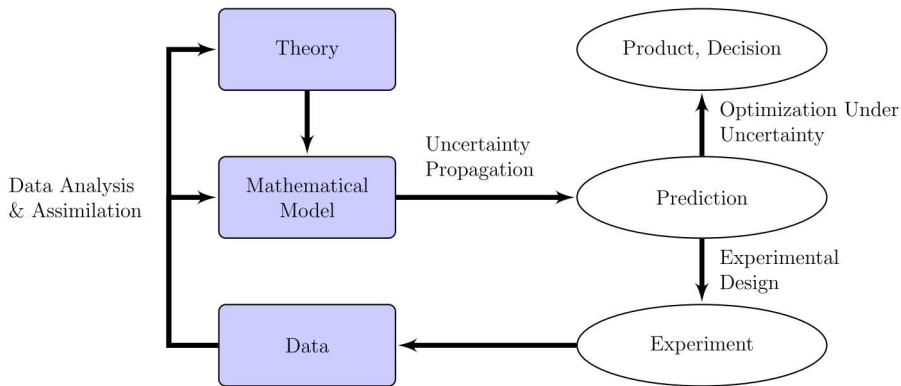 Theory
Product, Decision
Optimization Under
Uncertainty
Uncertainty
Propagation
Data Analysis
& Assimilation
Mathematical
Model
Prediction
Experimental
Design
Data
Experiment